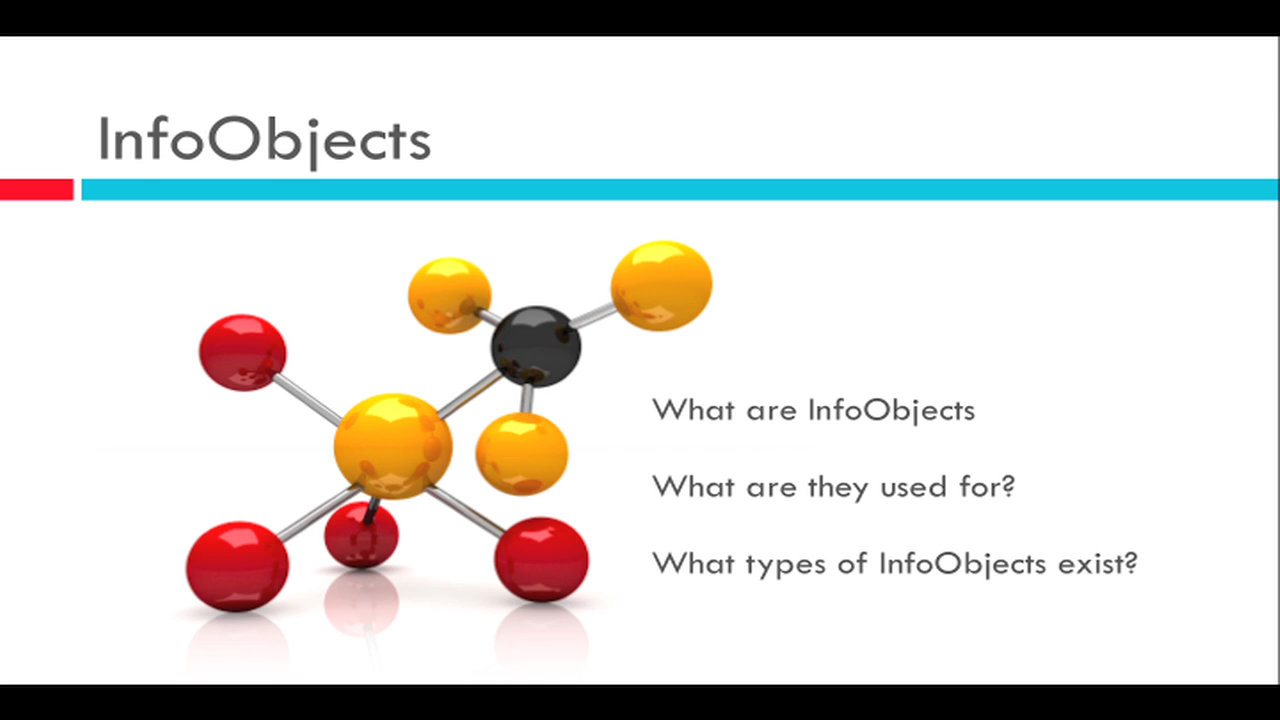 InfoObjects
What are InfoObjects
What are they used for?
What types of InfoObjects exist?